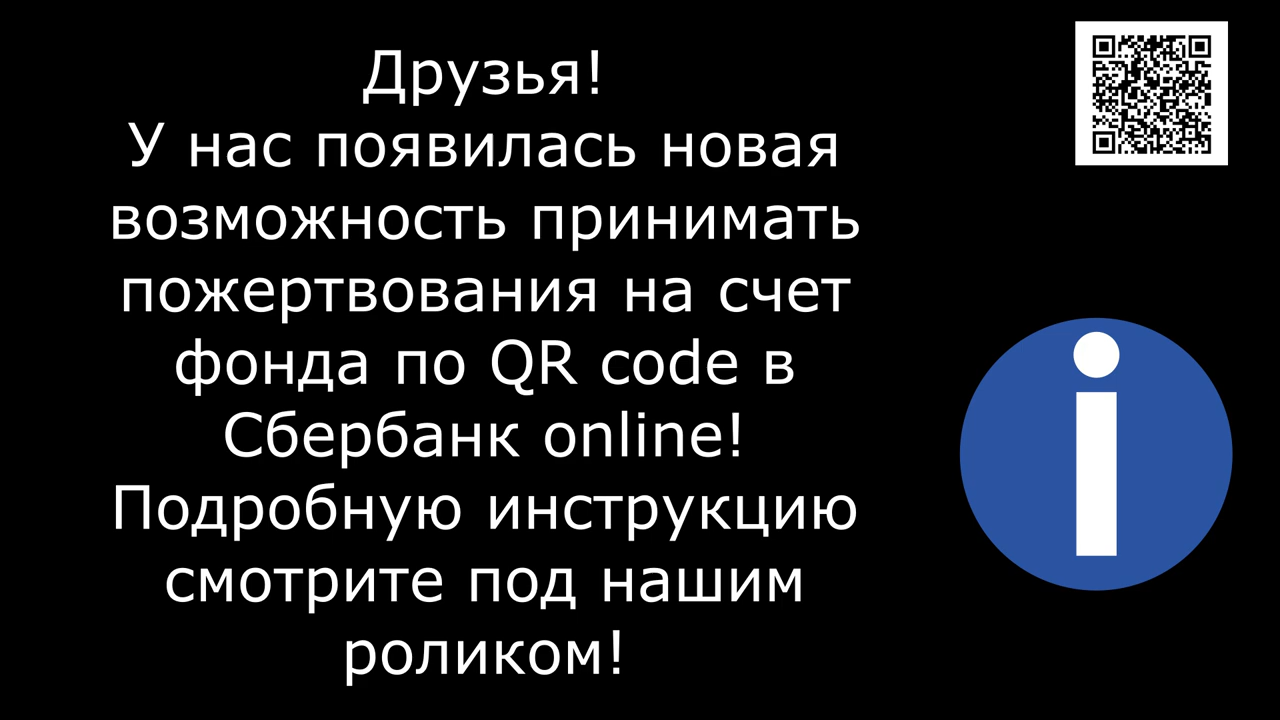 Друзья!
У нас появилась новая
возможность принимать
пожертвования на счет
фонда по QR code в
Сбербанк online!
Подробную инструкцию
смотрите под нашим
роликом!